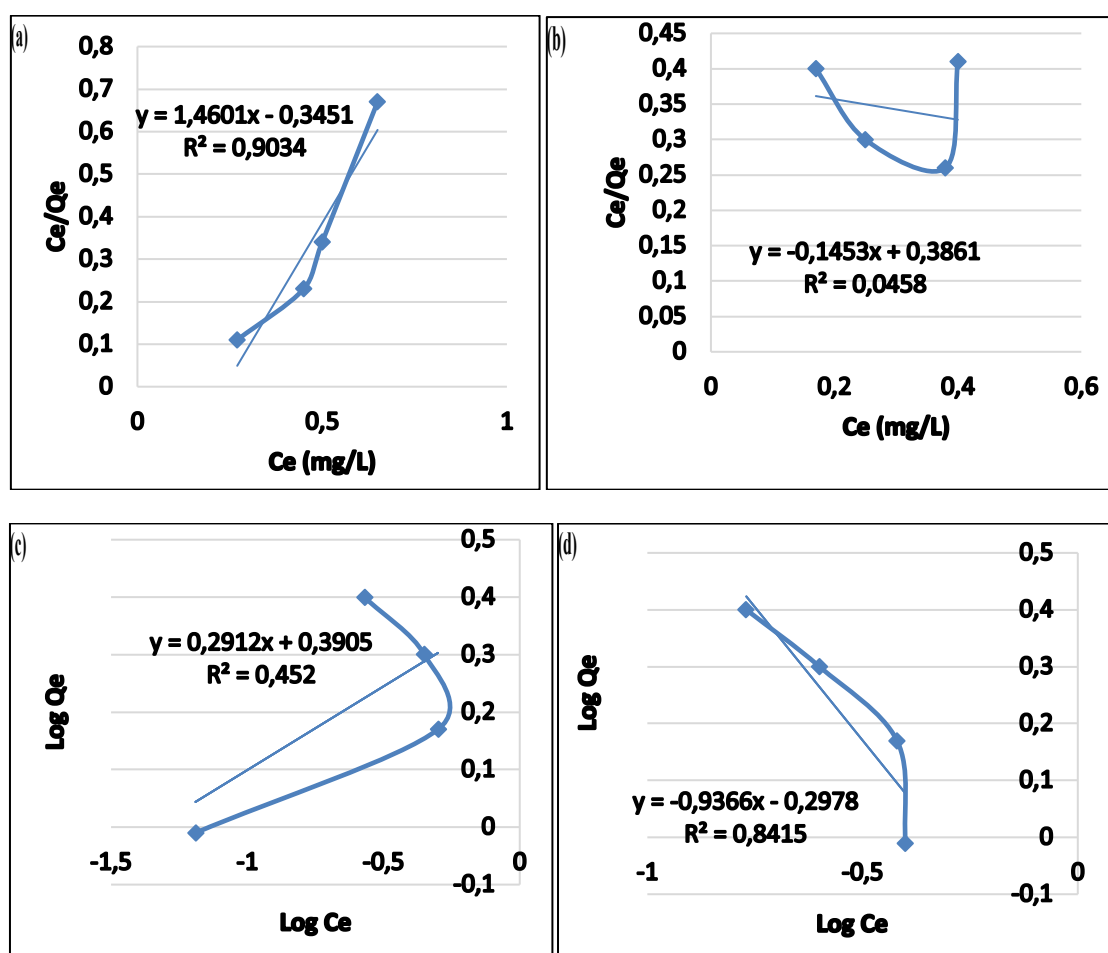 (a)
0,8
0,7
0,6
0,5
0,4
0,3
0,2
0,1
0
Ce/Qe
y = 1,4601x - 0,3451
R² = 0,9034
0 0,5 1
Ce (mg/L)
(b)
0,45
0,4
0,35
0,3
0,25
0,2
0,15
0,1
0,05
0
Ce/Qe
y = -0,1453x + 0,3861
R² = 0,0458
0 0,2 0,4 0,6
Ce (mg/L)
(c)
0,5
0,4
0,3
0,2
0,1
0
-0,1
Log Qe
y = 0,2912x + 0,3905
R² = 0,452
-1,5 -1 -0,5 0
Log Ce
(d)
0,5
0,4
0,3
0,2
0,1
0
-0,1
Log Qe
y = -0,9366x - 0,2978
R² = 0,8415
-1 -0,5 0
Log Ce